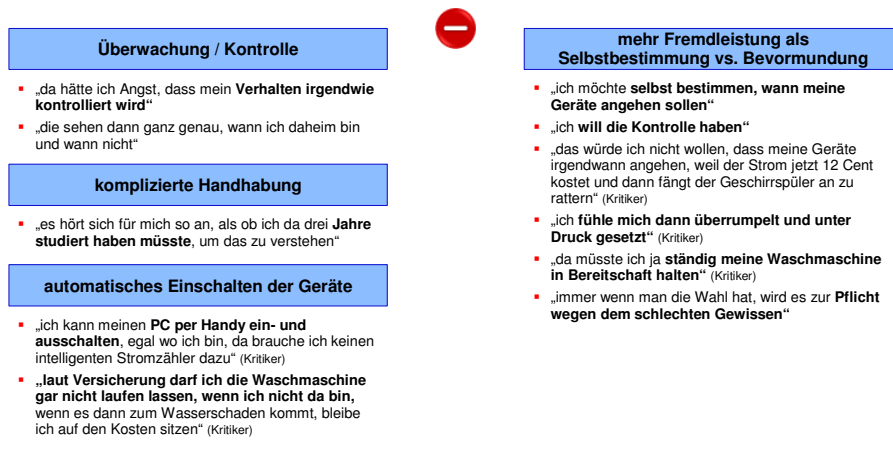 Überwachung / Kontrolle
„da hätte ich Angst, dass mein Verhalten irgendwie
kontrolliert wird“
„die sehen dann ganz genau, wann ich daheim bin
und wann nicht“
komplizierte Handhabung
„es hört sich für mich so an, als ob ich da drei Jahre
studiert haben müsste, um das zu verstehen“
automatisches Einschalten der Geräte
„ich kann meinen PC per Handy ein- und
ausschalten, egal wo ich bin, da brauche ich keinen
intelligenten Stromzähler dazu“ (Kritiker)
„laut Versicherung darf ich die Waschmaschine
gar nicht laufen lassen, wenn ich nicht da bin,
wenn es dann zum Wasserschaden kommt, bleibe
ich auf den Kosten sitzen“ (Kritiker)
mehr Fremdleistung als
Selbstbestimmung vs. Bevormundung
„ich möchte selbst bestimmen, wann meine
Geräte angehen sollen“
„ich will die Kontrolle haben“
„das würde ich nicht wollen, dass meine Geräte
irgendwann angehen, weil der Strom jetzt 12 Cent
kostet und dann fängt der Geschirrspüler an zu
rattern“ (Kritiker)
„ich fühle mich dann überrumpelt und unter
Druck gesetzt“ (Kritiker)
„da müsste ich ja ständig meine Waschmaschine
in Bereitschaft halten“ (Kritiker)
„immer wenn man die Wahl hat, wird es zur Pflicht
wegen dem schlechten Gewissen“